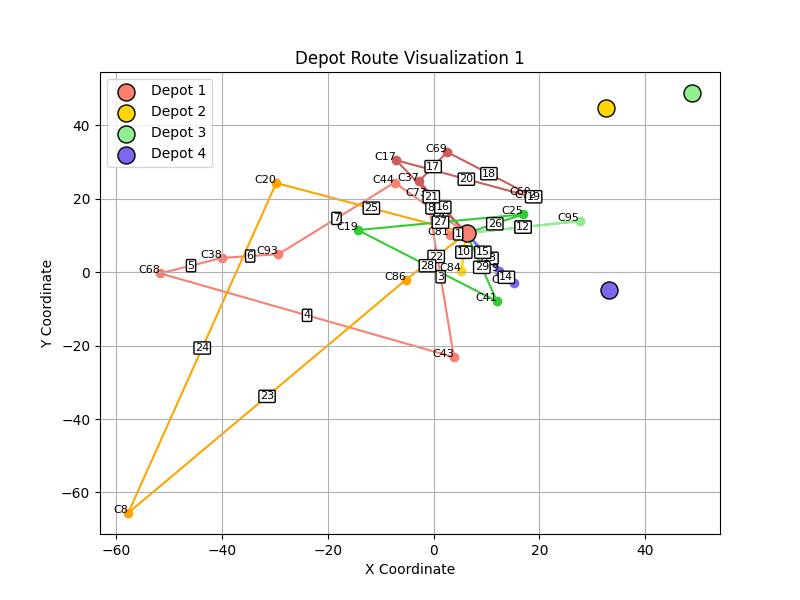 Depot Route Visualization 1
Depot 1
Depot 2
Depot 3
Depot 4
40
20
0
−20
−40
−60
Y Coordinate
−60
−40
−20
0
20
40
X Coordinate
C69
C17
C20
C44
C37
17
18
20
19
7
25
21
8
16
C25
C95
C19
27
26
12
C81
1
C38
C93
6
5
C68
22
10
15
28
C84
29
3
14
C86
C41
4
24
C43
23
C8